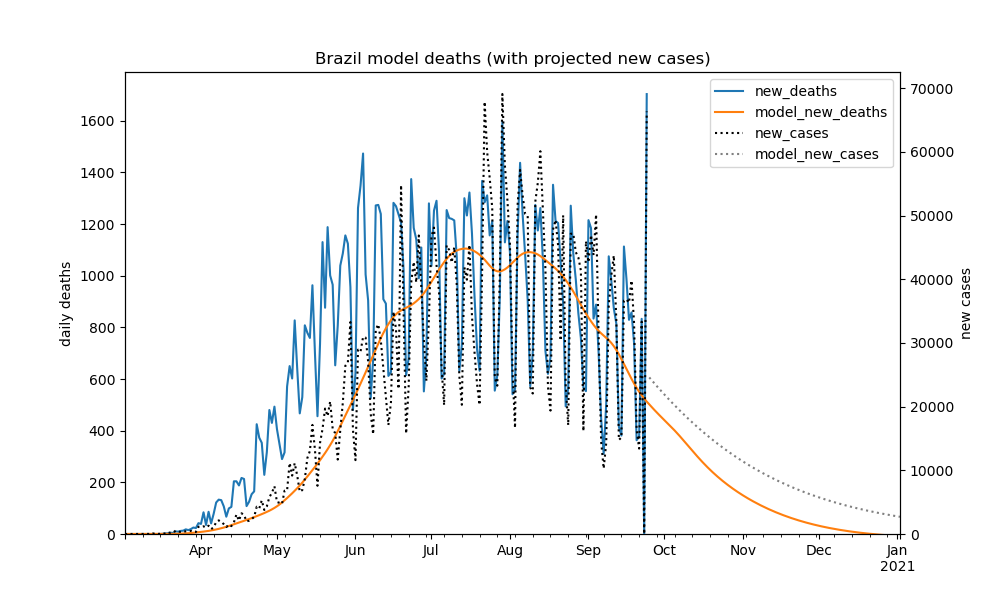 Brazil model deaths (with projected new cases)
new_deaths
model_new_deaths
new_cases
model_new_cases
daily deaths
1600
1400
1200
1000
800
600
400
200
0
70000
60000
50000
40000
30000
20000
10000
0
new cases
Apr May Jun Jul Aug Sep Oct Nov Dec Jan
2021